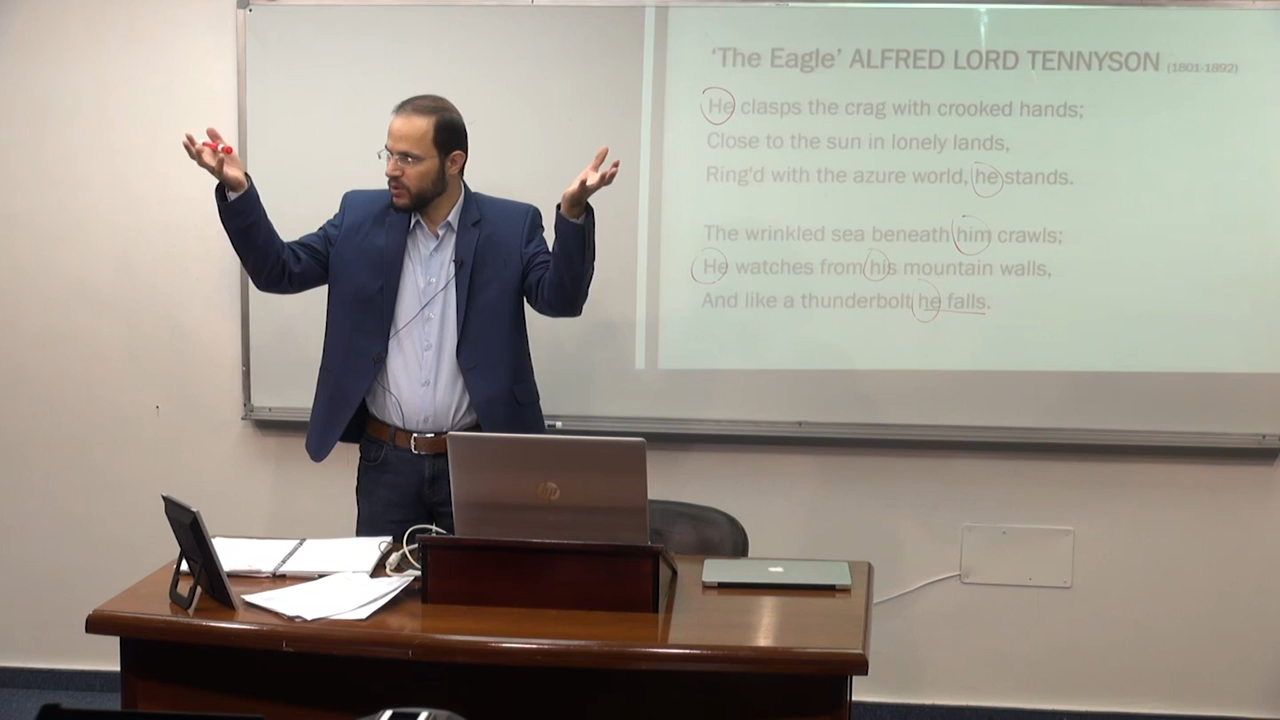 'The Eagle' ALFRED LORD TENNYSON (1801-1892)
He clasps the crag with crooked hands;
Close to the sun in lonely lands,
Ring'd with the azure world, he stands.
The wrinkled sea beneath him crawls;
He watches from his mountain walls,
And like a thunderbolt he falls.
hp